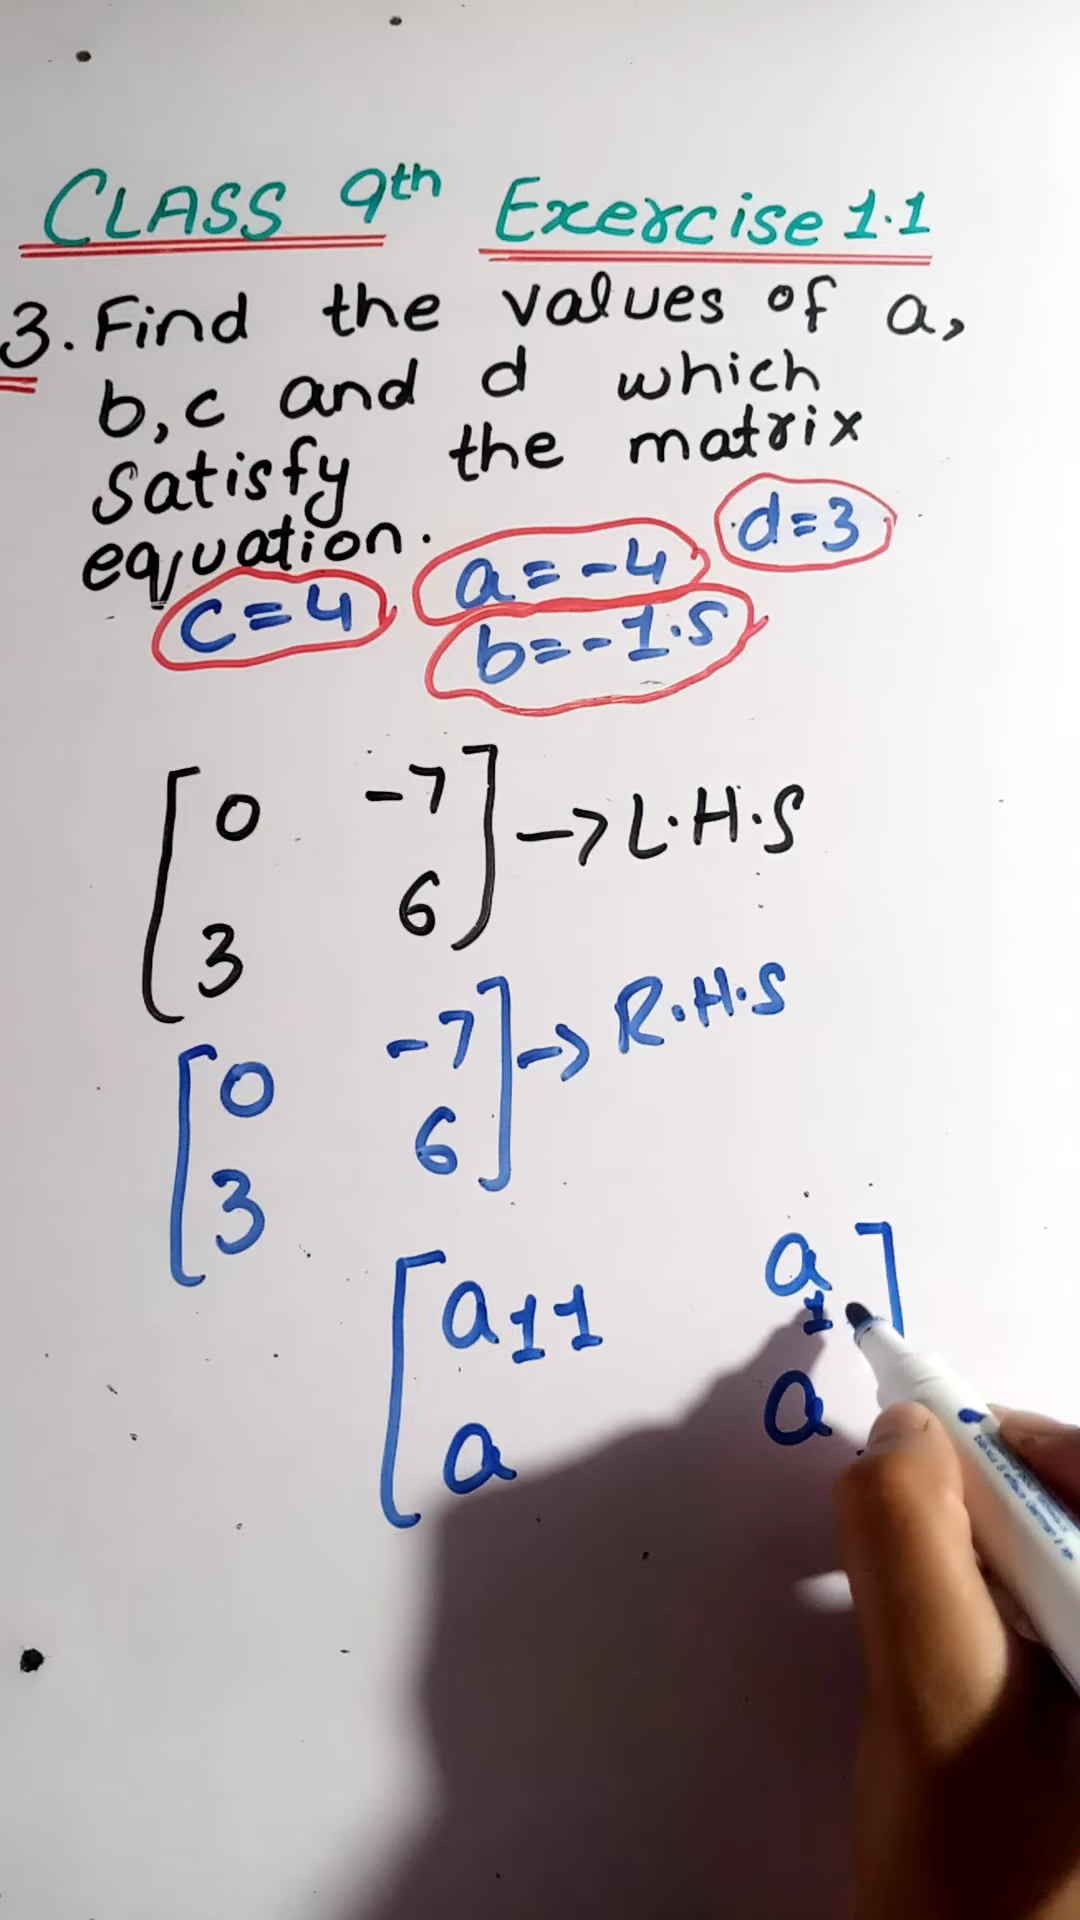 CLASS 9th Exercise 1.1
3. Find the values of a,
b, c and d which
satisfy the matrix
equation.
d=3
a=-4
c=4
b=-1.5
0 -7 → L.H.S
3 6
0 -7 → R.H.S
3 6
a11 a1
a a